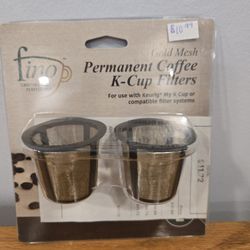 $10.99
fino
Gold Mesh
Permanent Coffee
K-Cup Filters
For use with Keurig My K-Cup or
compatible filter systems